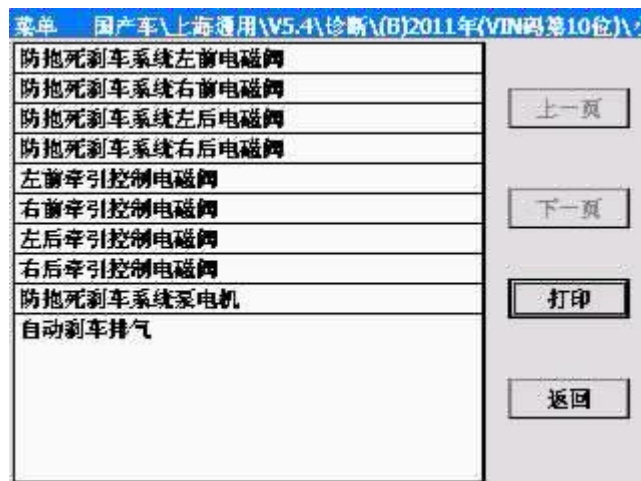 菜单 国产车\上海通用\V5.4\诊断\(B)2011年(VIN码第10位)\
防抱死刹车系统左前电磁阀
防抱死刹车系统右前电磁阀
防抱死刹车系统左后电磁阀
防抱死刹车系统右后电磁阀
左前牵引控制电磁阀
右前牵引控制电磁阀
左后牵引控制电磁阀
右后牵引控制电磁阀
防抱死刹车系统泵电机
自动刹车排气
上一页
下一页
打印
返回